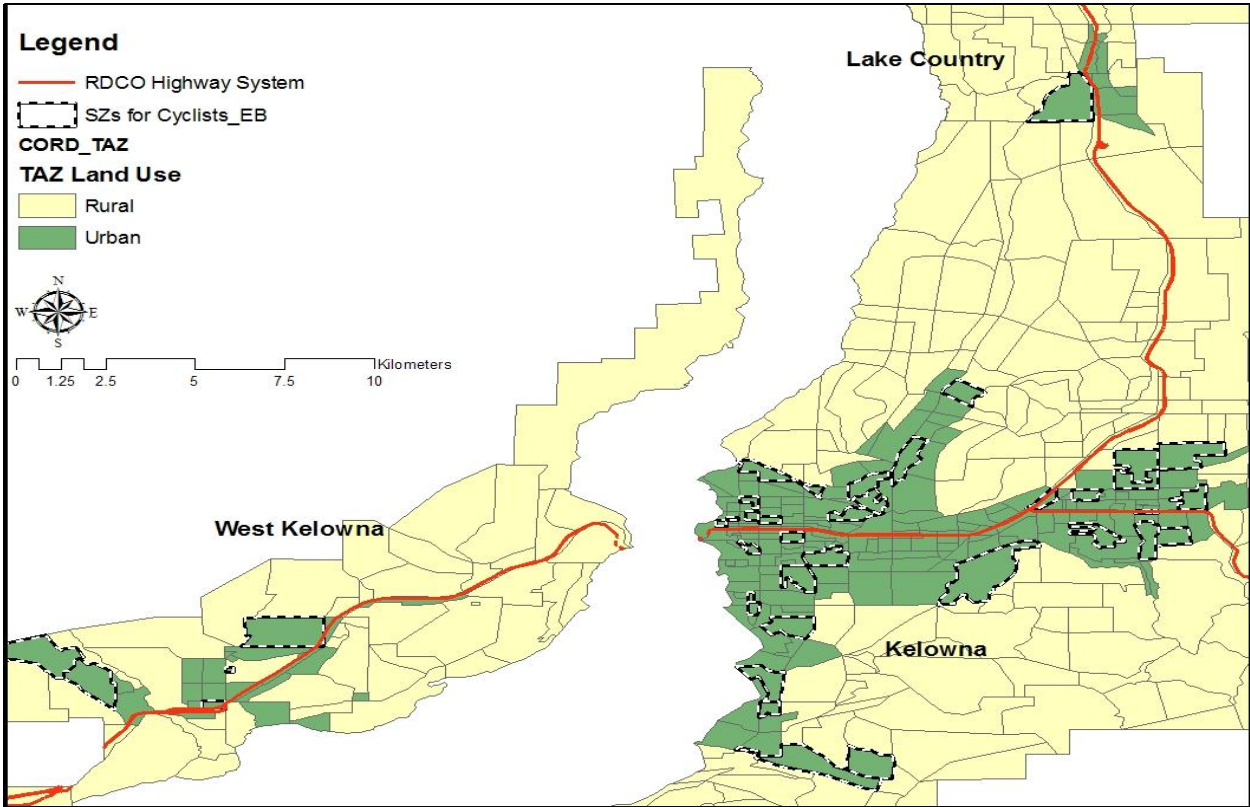 Legend
RDCO Highway System
SZs for Cyclists_EB
CORD_TAZ
TAZ Land Use
Rural
Urban
N
W E
S
Kilometers
0 1.25 2.5 5 7.5 10
Lake Country
West Kelowna
Kelowna